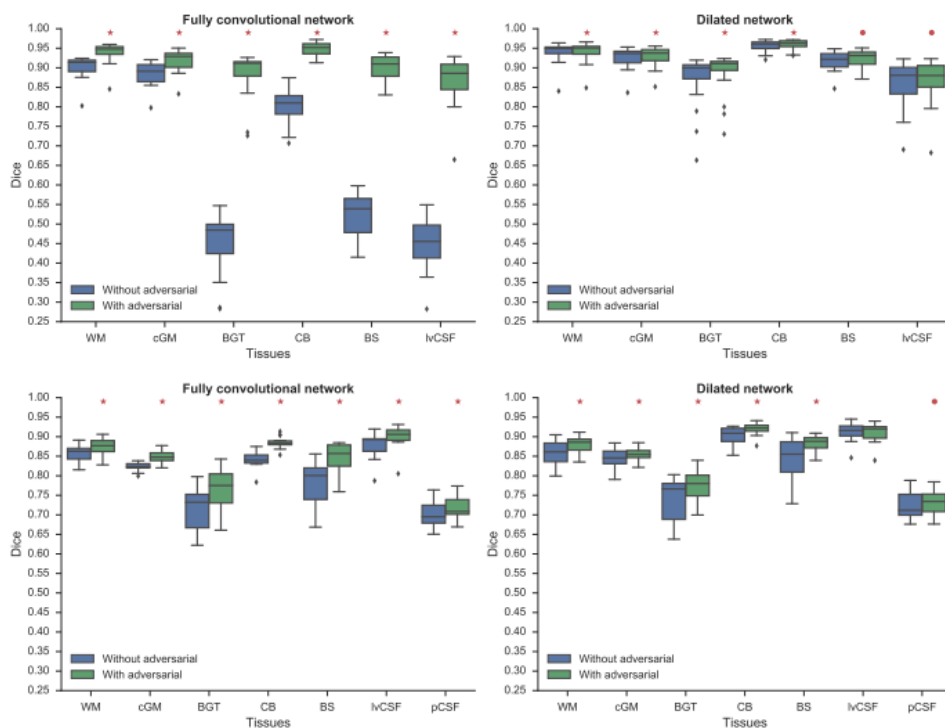 Fully convolutional network
1.00
0.95
0.90
0.85
0.80
0.75
0.70
0.65
0.60
0.55
0.50
0.45
0.40
0.35
0.30
0.25
Dice
Without adversarial
With adversarial
WM cGM BGT CB BS lvCSF
Tissues
Dilated network
1.00
0.95
0.90
0.85
0.80
0.75
0.70
0.65
0.60
0.55
0.50
0.45
0.40
0.35
0.30
0.25
Dice
Without adversarial
With adversarial
WM cGM BGT CB BS lvCSF
Tissues
Fully convolutional network
1.00
0.95
0.90
0.85
0.80
0.75
0.70
0.65
0.60
0.55
0.50
0.45
0.40
0.35
0.30
0.25
Dice
Without adversarial
With adversarial
WM cGM BGT CB BS lvCSF pCSF
Tissues
Dilated network
1.00
0.95
0.90
0.85
0.80
0.75
0.70
0.65
0.60
0.55
0.50
0.45
0.40
0.35
0.30
0.25
Dice
Without adversarial
With adversarial
WM cGM BGT CB BS lvCSF pCSF
Tissues